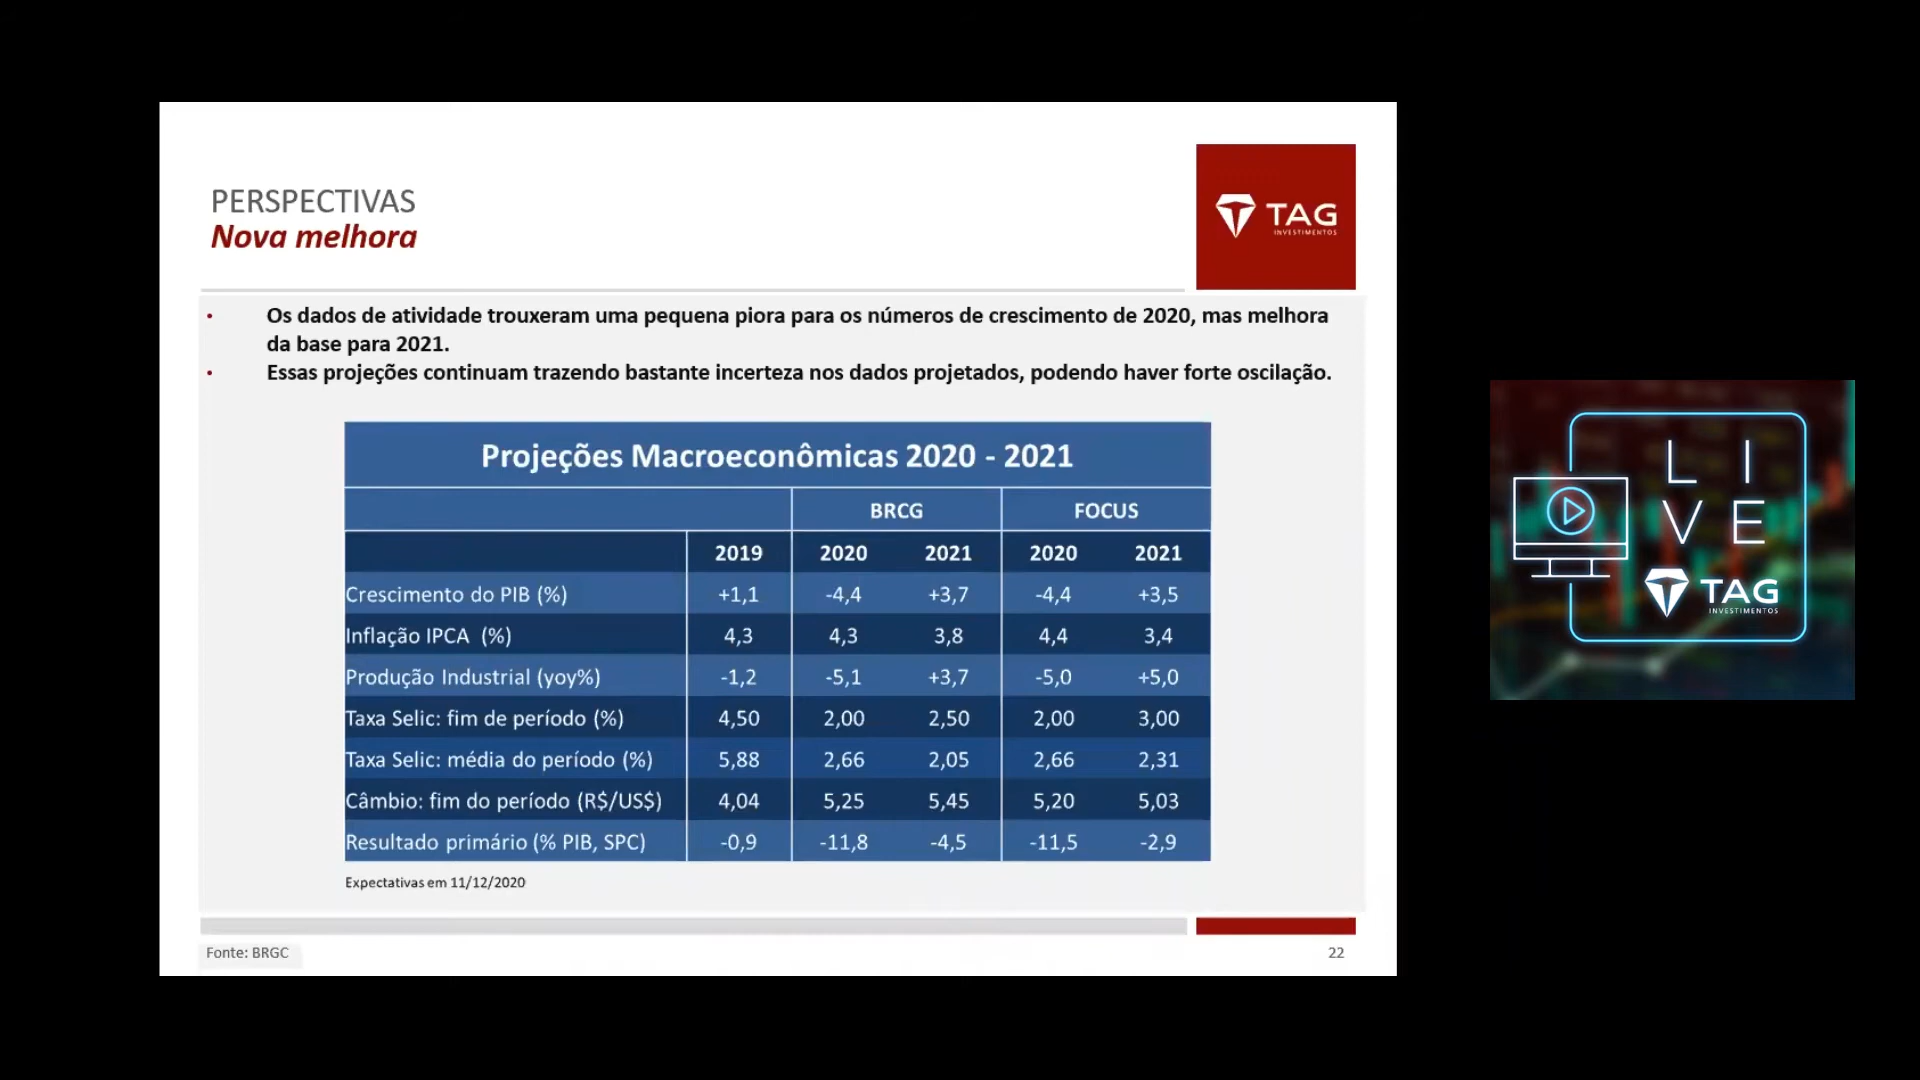 PERSPECTIVAS
Nova melhora
TAG
INVESTIMENTOS
• Os dados de atividade trouxeram uma pequena piora para os números de crescimento de 2020, mas melhora
da base para 2021.
• Essas projeções continuam trazendo bastante incerteza nos dados projetados, podendo haver forte oscilação.
Projeções Macroeconômicas 2020 - 2021
BRCG FOCUS
2019 2020 2021 2020 2021
Crescimento do PIB (%) +1,1 -4,4 +3,7 -4,4 +3,5
Inflação IPCA (%) 4,3 4,3 3,8 4,4 3,4
Produção Industrial (yoy%) -1,2 -5,1 +3,7 -5,0 +5,0
Taxa Selic: fim de período (%) 4,50 2,00 2,50 2,00 3,00
Taxa Selic: média do período (%) 5,88 2,66 2,05 2,66 2,31
Câmbio: fim do período (R$/US$) 4,04 5,25 5,45 5,20 5,03
Resultado primário (% PIB, SPC) -0,9 -11,8 -4,5 -11,5 -2,9
Expectativas em 11/12/2020
Fonte: BRGC
22
L I
V E
TAG
INVESTIMENTOS